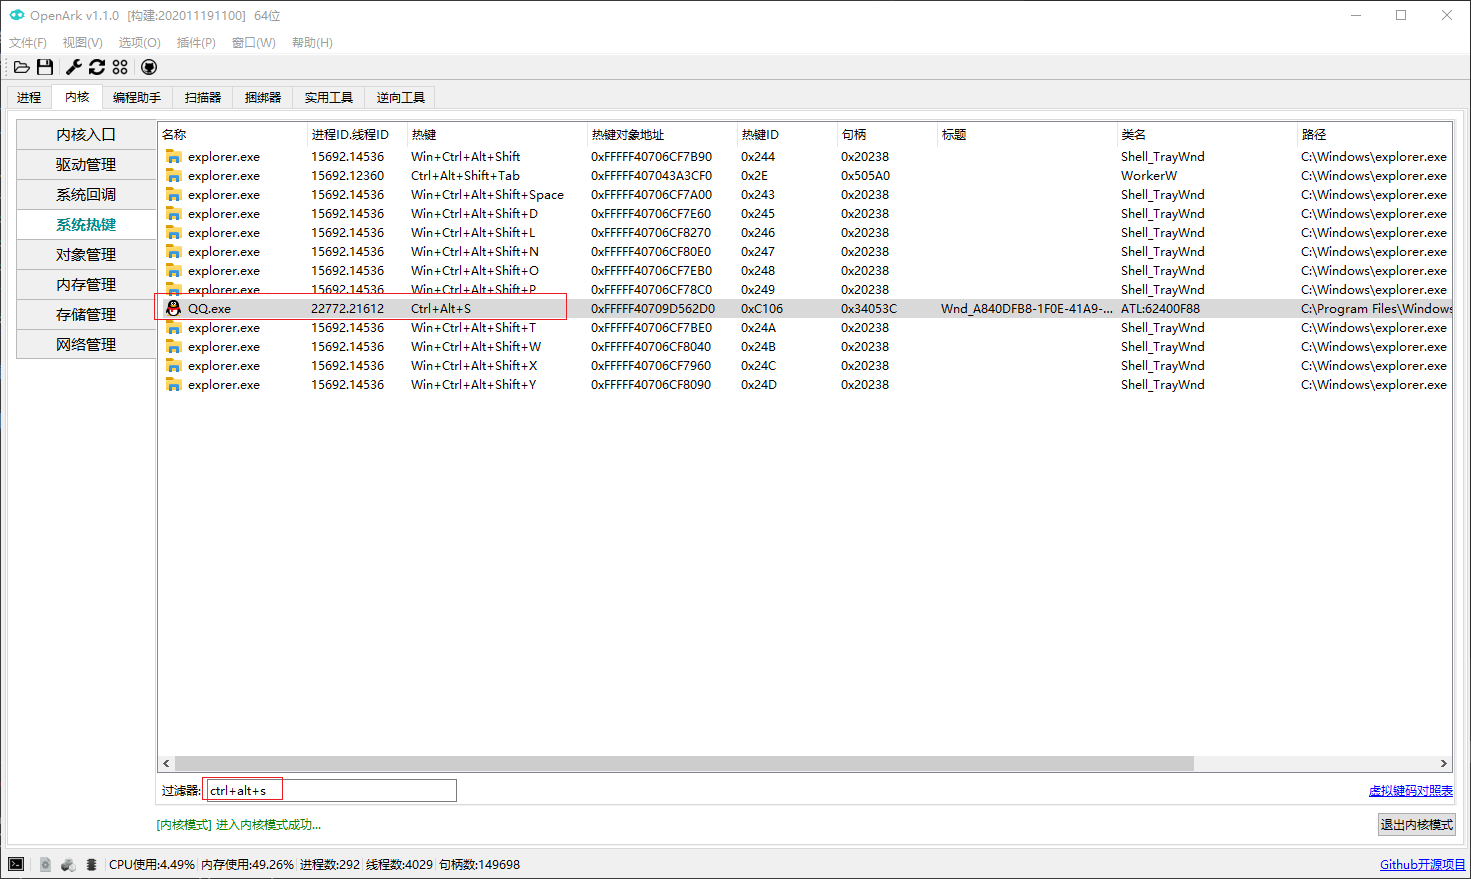 OpenArk v1.1.0 [构建:202011191100] 64位
文件(F) 视图(V) 选项(O) 插件(P) 窗口(W) 帮助(H)
进程 内核 编程助手 扫描器 捆绑器 实用工具 逆向工具
内核入口
驱动管理
系统回调
系统热键
对象管理
内存管理
存储管理
网络管理
名称 进程ID.线程ID 热键 热键对象地址 热键ID 句柄 标题 类名 路径
explorer.exe 15692.14536 Win+Ctrl+Alt+Shift 0xFFFFF40706CF7B90 0x244 0x20238 Shell_TrayWnd C:\Windows\explorer.exe
explorer.exe 15692.12360 Ctrl+Alt+Shift+Tab 0xFFFFF407043A3CF0 0x2E 0x505A0 WorkerW C:\Windows\explorer.exe
explorer.exe 15692.14536 Win+Ctrl+Alt+Shift+Space 0xFFFFF40706CF7A00 0x243 0x20238 Shell_TrayWnd C:\Windows\explorer.exe
explorer.exe 15692.14536 Win+Ctrl+Alt+Shift+D 0xFFFFF40706CF7E60 0x245 0x20238 Shell_TrayWnd C:\Windows\explorer.exe
explorer.exe 15692.14536 Win+Ctrl+Alt+Shift+L 0xFFFFF40706CF8270 0x246 0x20238 Shell_TrayWnd C:\Windows\explorer.exe
explorer.exe 15692.14536 Win+Ctrl+Alt+Shift+N 0xFFFFF40706CF80E0 0x247 0x20238 Shell_TrayWnd C:\Windows\explorer.exe
explorer.exe 15692.14536 Win+Ctrl+Alt+Shift+O 0xFFFFF40706CF7EB0 0x248 0x20238 Shell_TrayWnd C:\Windows\explorer.exe
explorer.exe 15692.14536 Win+Ctrl+Alt+Shift+P 0xFFFFF40706CF78C0 0x249 0x20238 Shell_TrayWnd C:\Windows\explorer.exe
QQ.exe 22772.21612 Ctrl+Alt+S 0xFFFFF40709D562D0 0xC106 0x34053C Wnd_A840DFB8-1F0E-41A9-... ATL:62400F88 C:\Program Files\Windows
explorer.exe 15692.14536 Win+Ctrl+Alt+Shift+T 0xFFFFF40706CF7BE0 0x24A 0x20238 Shell_TrayWnd C:\Windows\explorer.exe
explorer.exe 15692.14536 Win+Ctrl+Alt+Shift+W 0xFFFFF40706CF8040 0x24B 0x20238 Shell_TrayWnd C:\Windows\explorer.exe
explorer.exe 15692.14536 Win+Ctrl+Alt+Shift+X 0xFFFFF40706CF7960 0x24C 0x20238 Shell_TrayWnd C:\Windows\explorer.exe
explorer.exe 15692.14536 Win+Ctrl+Alt+Shift+Y 0xFFFFF40706CF8090 0x24D 0x20238 Shell_TrayWnd C:\Windows\explorer.exe
过滤器: ctrl+alt+s 虚拟键码对照表
[内核模式] 进入内核模式成功... 退出内核模式
CPU使用:4.49% 内存使用:49.26% 进程数:292 线程数:4029 句柄数:149698 Github开源项目